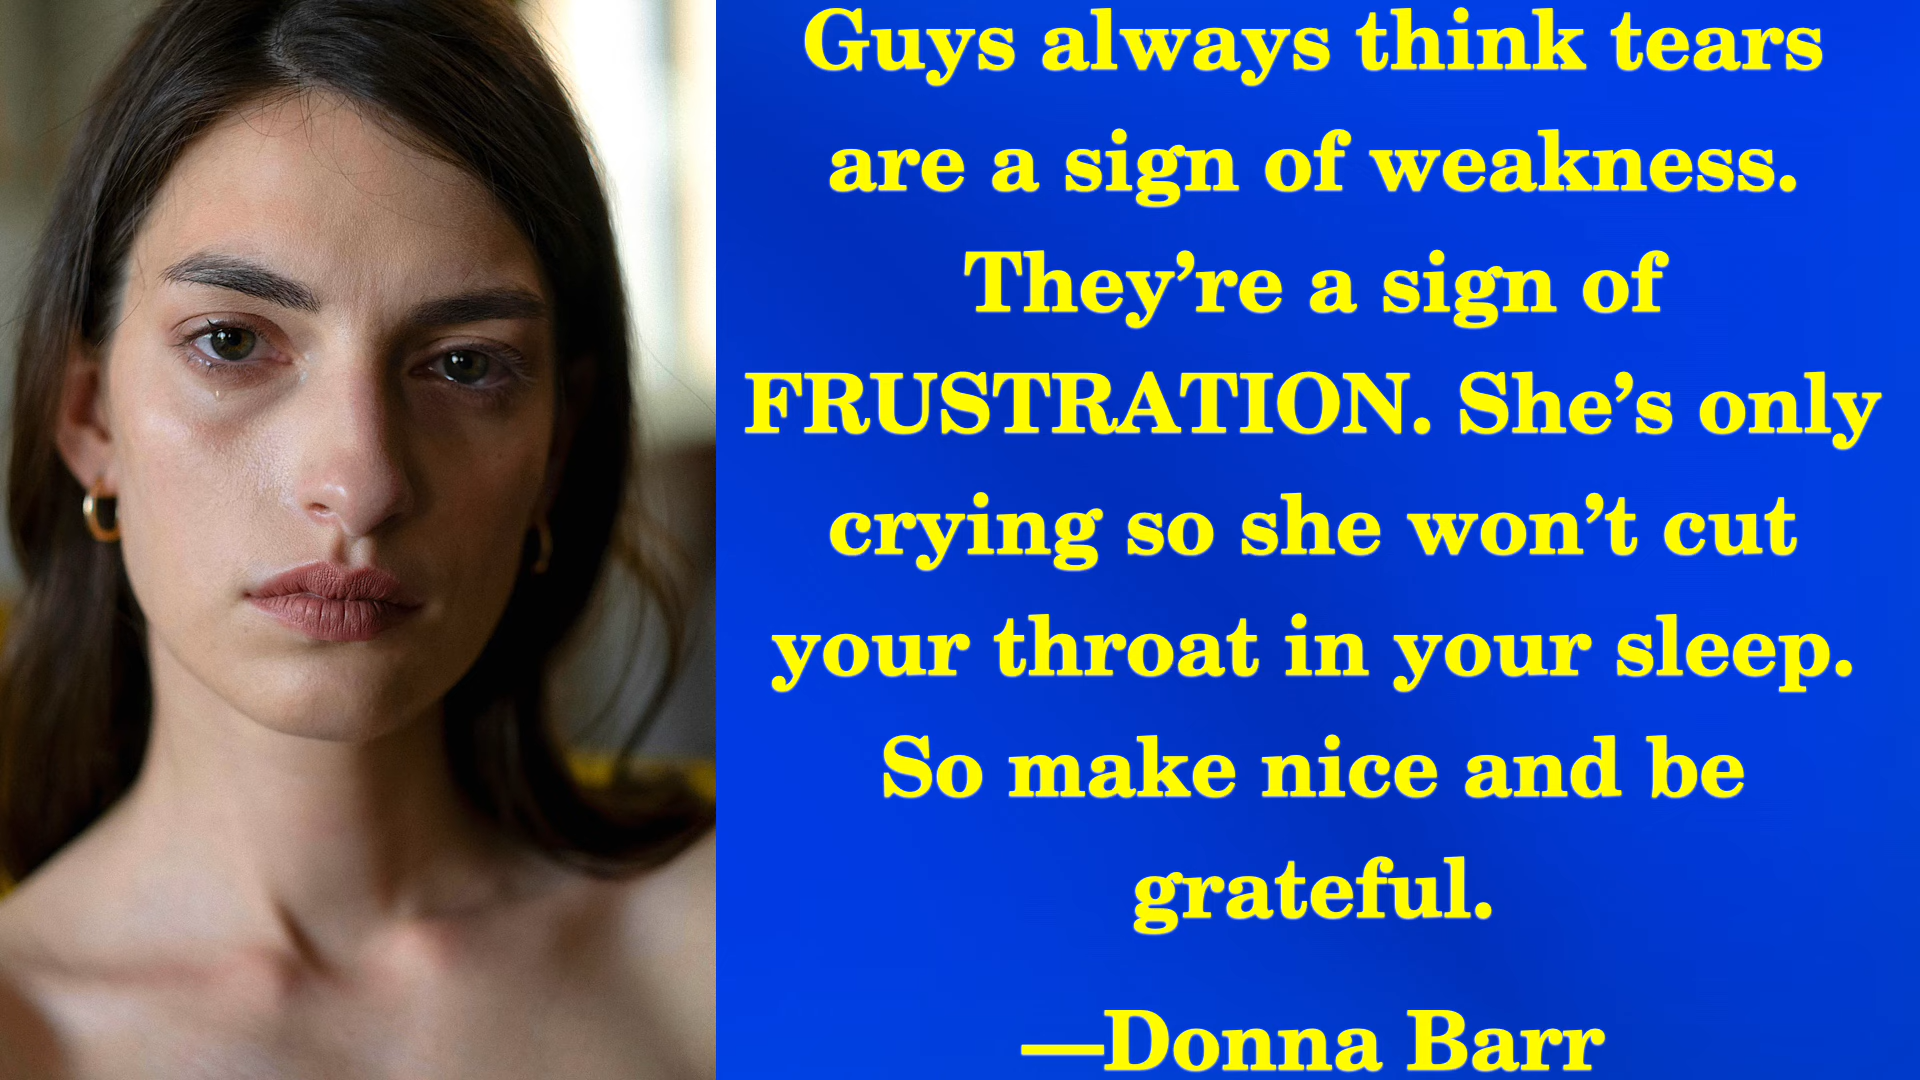 Guys always think tears
are a sign of weakness.
They’re a sign of
FRUSTRATION. She’s only
crying so she won’t cut
your throat in your sleep.
So make nice and be
grateful.
—Donna Barr